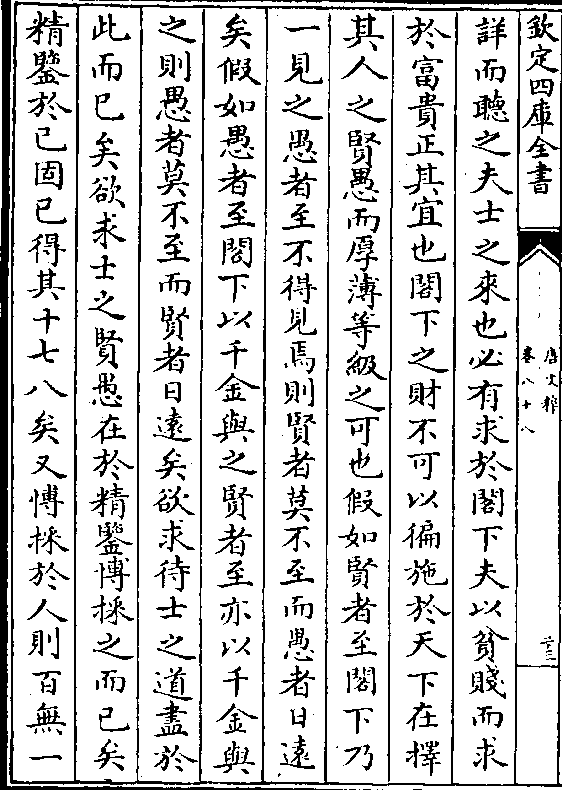 欽定四庫全書
唐文粹
卷八十八
三三
詳而聽之夫士之來也必有求於閣下夫以貧賤而求
於富貴正其宜也閣下之財不可以徧施於天下在擇
其人之賢愚而厚薄等級之可也假如賢者至閣下乃
一見之愚者至不得見焉則賢者莫不至而愚者日遠
矣假如愚者至閣下以千金與之賢者至亦以千金與
之則愚者莫不至而賢者日遠矣欲求待士之道盡於
此而已矣欲求士之賢愚在於精鑒博採之而已矣
精鑒於己固已得其十七八矣又博採於人則百無一